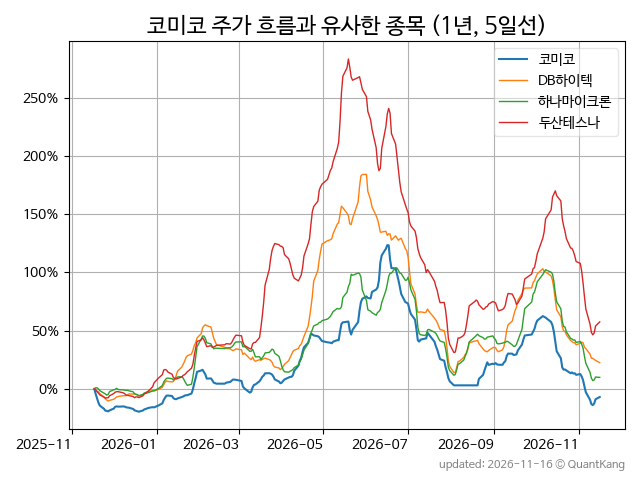 코미코 주가 흐름과 유사한 종목 (1년, 5일선)
코미코
DB하이텍
하나마이크론
두산테스나
250%
200%
150%
100%
50%
0%
2025-11
2026-01
2026-03
2026-05
2026-07
2026-09
2026-11
updated: 2026-11-16 © QuantKang